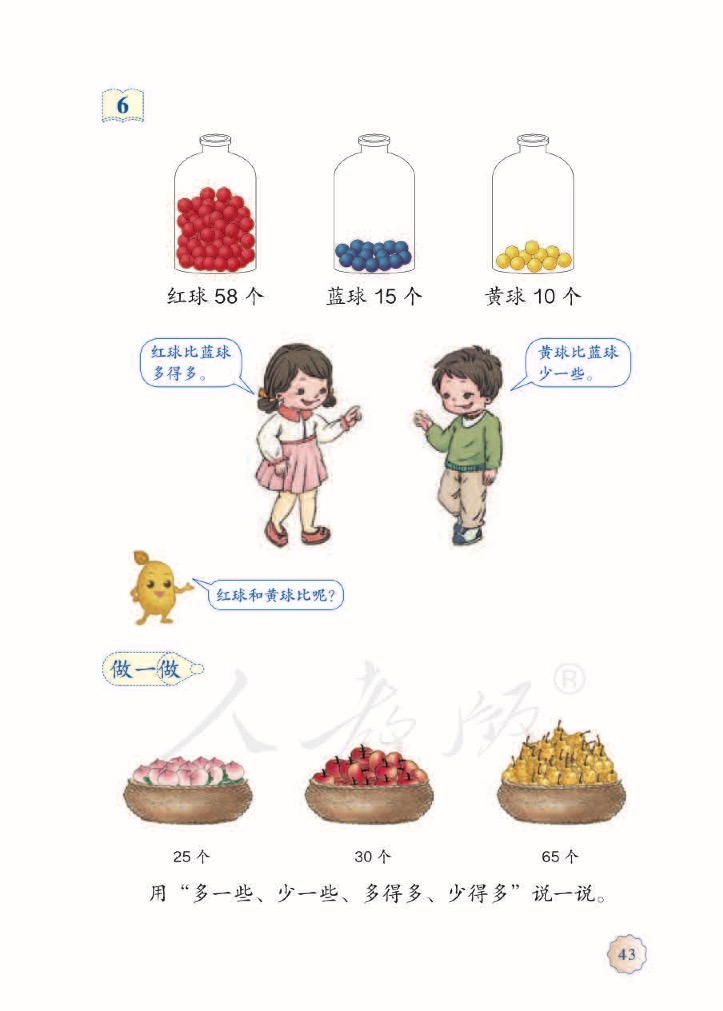 6
红球 58 个
蓝球 15 个
黄球 10 个
红球比蓝球
多得多。
黄球比蓝球
少一些。
红球和黄球比呢？
做一做
人教版®
25 个
30 个
65 个
用“多一些、少一些、多得多、少得多”说一说。
43